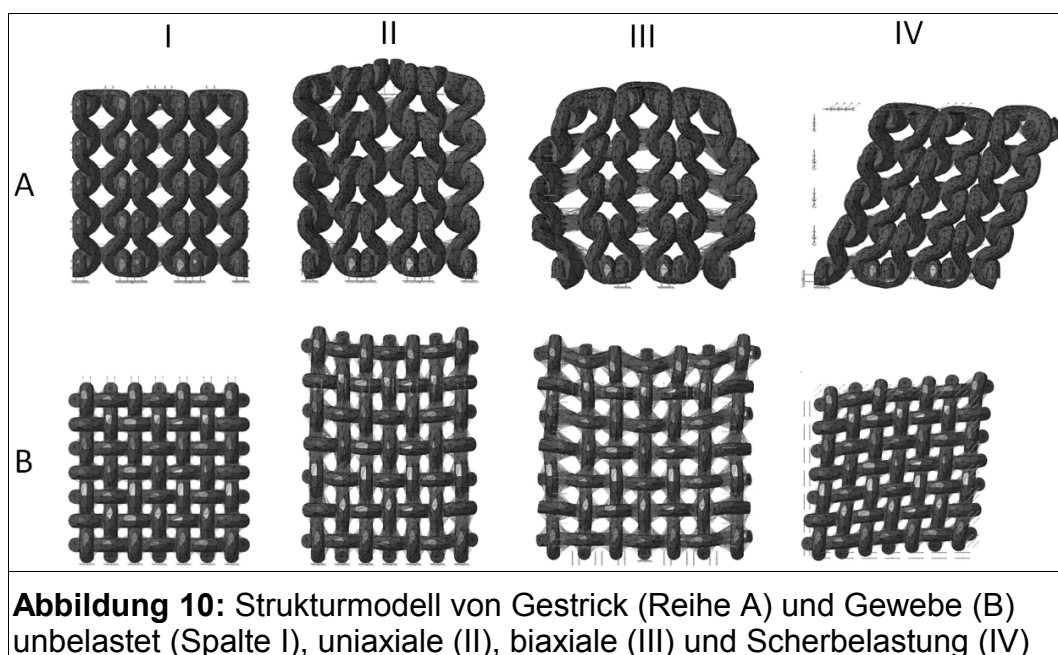 I II III IV
A
B
Abbildung 10: Strukturmodell von Gestrick (Reihe A) und Gewebe (B)
unbelastet (Spalte I), uniaxiale (II), biaxiale (III) und Scherbelastung (IV)